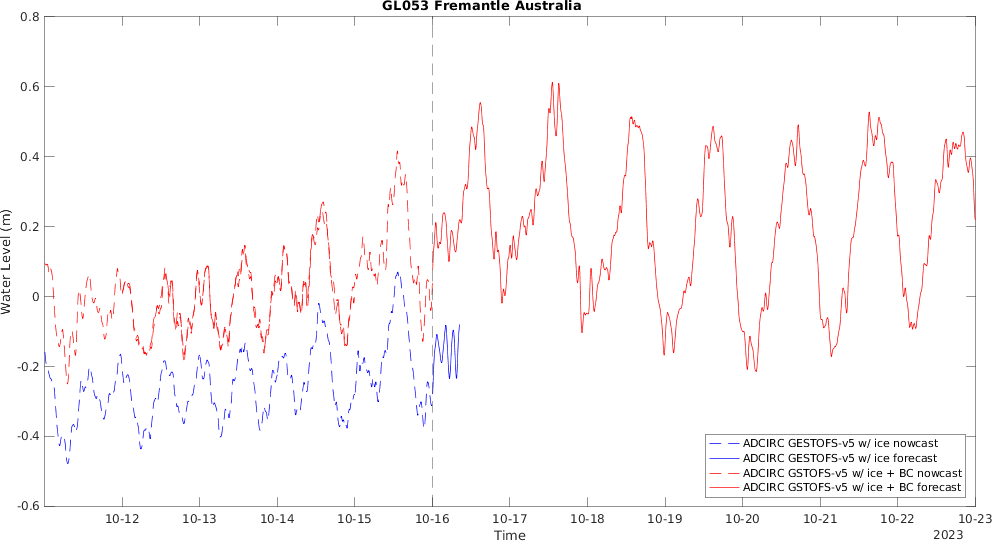 GL053 Fremantle Australia
0.8
0.6
0.4
0.2
0
-0.2
-0.4
-0.6
Water Level (m)
10-12 10-13 10-14 10-15 10-16 10-17 10-18 10-19 10-20 10-21 10-22 10-23
Time
2023
ADCIRC GESTOFS-v5 w/ ice nowcast
ADCIRC GESTOFS-v5 w/ ice forecast
ADCIRC GSTOFS-v5 w/ ice + BC nowcast
ADCIRC GSTOFS-v5 w/ ice + BC forecast